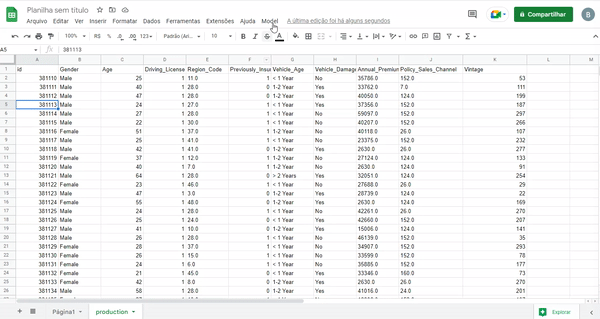 Planilha sem título
Arquivo Editar Ver Inserir Formatar Dados Ferramentas Extensões Ajuda Model A última edição foi há alguns segundos
Compartilhar
B
100% R$ % .0 .00 123 Padrão (Ari... 10 B I S A
A5 381113
A B C D E F G H I J K L M
1 id Gender Age Driving_License Region_Code Previously_Insu Vehicle_Age Vehicle_Damag Annual_Premiun Policy_Sales_Channel Vintage
2 381110 Male 25 1 11.0 1 < 1 Year No 35786.0 152.0 53
3 381111 Male 40 1 28.0 0 1-2 Year Yes 33762.0 7.0 111
4 381112 Male 47 1 28.0 0 1-2 Year Yes 40050.0 124.0 199
5 381113 Male 24 1 27.0 1 < 1 Year Yes 37356.0 152.0 187
6 381114 Male 27 1 28.0 1 < 1 Year No 59097.0 152.0 297
7 381115 Male 22 1 30.0 1 < 1 Year No 40207.0 152.0 266
8 381116 Female 51 1 37.0 0 1-2 Year No 40118.0 26.0 107
9 381117 Male 25 1 41.0 0 < 1 Year No 23375.0 152.0 232
10 381118 Male 42 1 41.0 0 1-2 Year Yes 2630.0 26.0 277
11 381119 Female 37 1 12.0 0 1-2 Year No 27124.0 124.0 133
12 381120 Male 40 1 7.0 1 1-2 Year No 2630.0 124.0 91
13 381121 Male 64 1 28.0 0 > 2 Years Yes 32051.0 124.0 254
14 381122 Female 23 1 46.0 1 < 1 Year No 27688.0 26.0 29
15 381123 Male 47 1 3.0 0 1-2 Year Yes 28739.0 124.0 22
16 381124 Female 55 1 48.0 0 1-2 Year Yes 2630.0 124.0 169
17 381125 Male 24 1 28.0 1 < 1 Year No 42261.0 26.0 270
18 381126 Male 25 1 24.0 0 < 1 Year No 22660.0 152.0 207
19 381127 Male 41 1 10.0 0 1-2 Year Yes 15006.0 124.0 141
20 381128 Male 26 1 28.0 1 < 1 Year No 46139.0 152.0 35
21 381129 Female 28 1 37.0 0 < 1 Year Yes 34907.0 152.0 293
22 381130 Female 26 1 15.0 1 < 1 Year No 33599.0 152.0 78
23 381131 Female 24 1 6.0 0 < 1 Year Yes 35885.0 152.0 177
24 381132 Female 21 1 45.0 0 < 1 Year Yes 33346.0 160.0 73
25 381133 Female 42 1 8.0 0 1-2 Year Yes 2630.0 26.0 270
26 381134 Male 58 1 28.0 0 1-2 Year Yes 41016.0 24.0 201
Página1 production Explorar